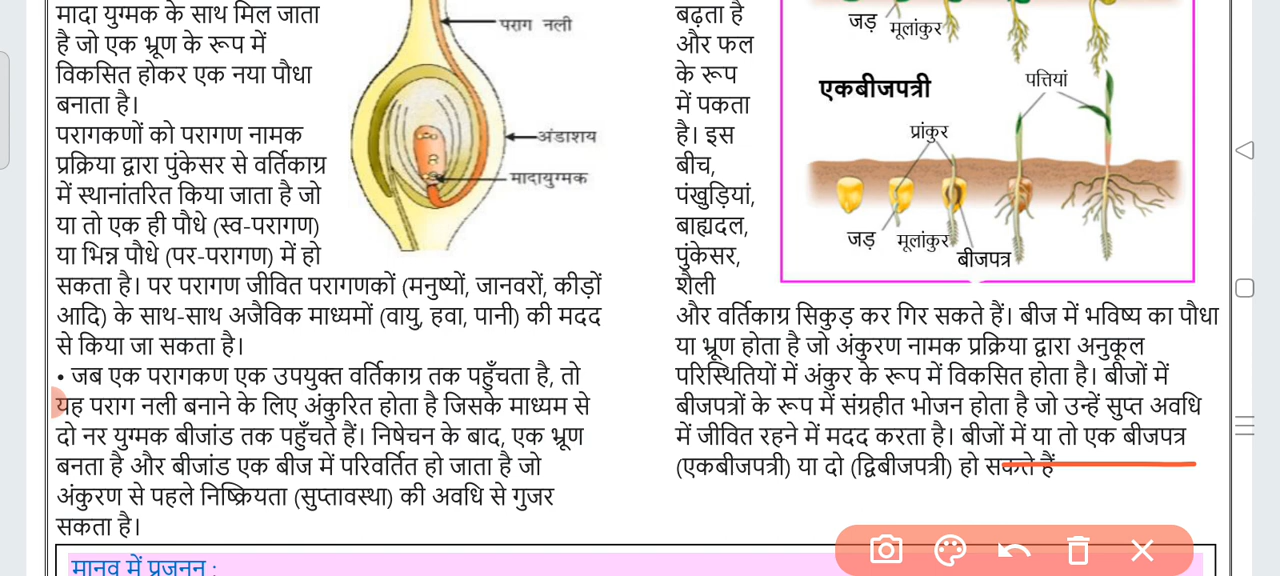 मादा युग्मक के साथ मिल जाता
है जो एक भ्रूण के रूप में
विकसित होकर एक नया पौधा
बनाता है।
परागकणों को परागण नामक
प्रक्रिया द्वारा पुंकेसर से वर्तिकाग्र
में स्थानांतरित किया जाता है जो
या तो एक ही पौधे (स्व-परागण)
या भिन्न पौधे (पर-परागण) में हो
सकता है। पर परागण जीवित परागणकों (मनुष्यों, जानवरों, कीड़ों
आदि) के साथ-साथ अजैविक माध्यमों (वायु, हवा, पानी) की मदद
से किया जा सकता है।
• जब एक परागकण एक उपयुक्त वर्तिकाग्र तक पहुँचता है, तो
यह पराग नली बनाने के लिए अंकुरित होता है जिसके माध्यम से
दो नर युग्मक बीजांड तक पहुँचते हैं। निषेचन के बाद, एक भ्रूण
बनता है और बीजांड एक बीज में परिवर्तित हो जाता है जो
अंकुरण से पहले निष्क्रियता (सुप्तावस्था) की अवधि से गुजर
सकता है।
पराग नली
अंडाशय
मादायुग्मक
बढ़ता है
और फल
के रूप
में पकता
है। इस
बीच,
पंखुड़ियां,
बाह्यदल,
पुंकेसर,
शैली
और वर्तिकाग्र सिकुड़ कर गिर सकते हैं। बीज में भविष्य का पौधा
या भ्रूण होता है जो अंकुरण नामक प्रक्रिया द्वारा अनुकूल
परिस्थितियों में अंकुर के रूप में विकसित होता है। बीजों में
बीजपत्रों के रूप में संग्रहीत भोजन होता है जो उन्हें सुप्त अवधि
में जीवित रहने में मदद करता है। बीजों में या तो एक बीजपत्र
(एकबीजपत्री) या दो (द्विबीजपत्री) हो सकते हैं
जड़ मूलांकुर
एकबीजपत्री
पत्तियां
प्रांकुर
जड़ मूलांकुर
बीजपत्र
मानव में प्रजनन :